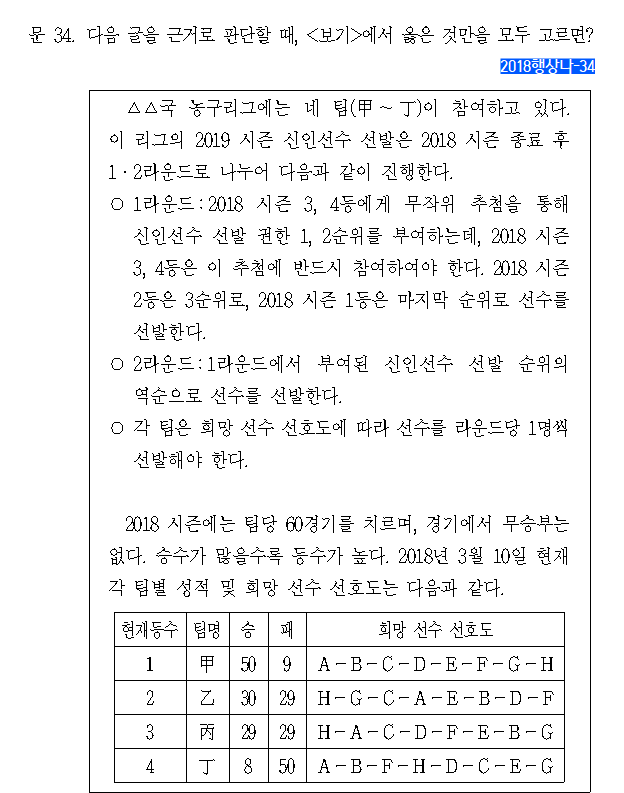 문 34. 다음 글을 근거로 판단할 때, <보기>에서 옳은 것만을 모두 고르면?
2018행상나-34
△△국 농구리그에는 네 팀(甲~丁)이 참여하고 있다.
이 리그의 2019 시즌 신인선수 선발은 2018 시즌 종료 후
1·2라운드로 나누어 다음과 같이 진행한다.
○ 1라운드:2018 시즌 3, 4등에게 무작위 추첨을 통해
신인선수 선발 권한 1, 2순위를 부여하는데, 2018 시즌
3, 4등은 이 추첨에 반드시 참여하여야 한다. 2018 시즌
2등은 3순위로, 2018 시즌 1등은 마지막 순위로 선수를
선발한다.
○ 2라운드:1라운드에서 부여된 신인선수 선발 순위의
역순으로 선수를 선발한다.
○ 각 팀은 희망 선수 선호도에 따라 선수를 라운드당 1명씩
선발해야 한다.
2018 시즌에는 팀당 60경기를 치르며, 경기에서 무승부는
없다. 승수가 많을수록 등수가 높다. 2018년 3월 10일 현재
각 팀별 성적 및 희망 선수 선호도는 다음과 같다.
현재등수 팀명 승 패 희망 선수 선호도
1 甲 50 9 A-B-C-D-E-F-G-H
2 乙 30 29 H-G-C-A-E-B-D-F
3 丙 29 29 H-A-C-D-F-E-B-G
4 丁 8 50 A-B-F-H-D-C-E-G